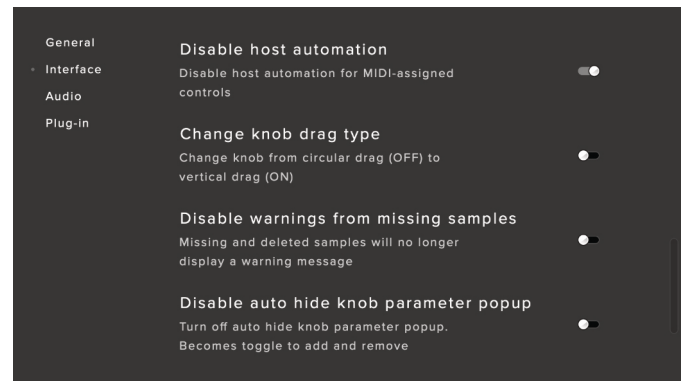 General
Interface
Audio
Plug-in
Disable host automation
Disable host automation for MIDI-assigned
controls
Change knob drag type
Change knob from circular drag (OFF) to
vertical drag (ON)
Disable warnings from missing samples
Missing and deleted samples will no longer
display a warning message
Disable auto hide knob parameter popup
Turn off auto hide knob parameter popup.
Becomes toggle to add and remove